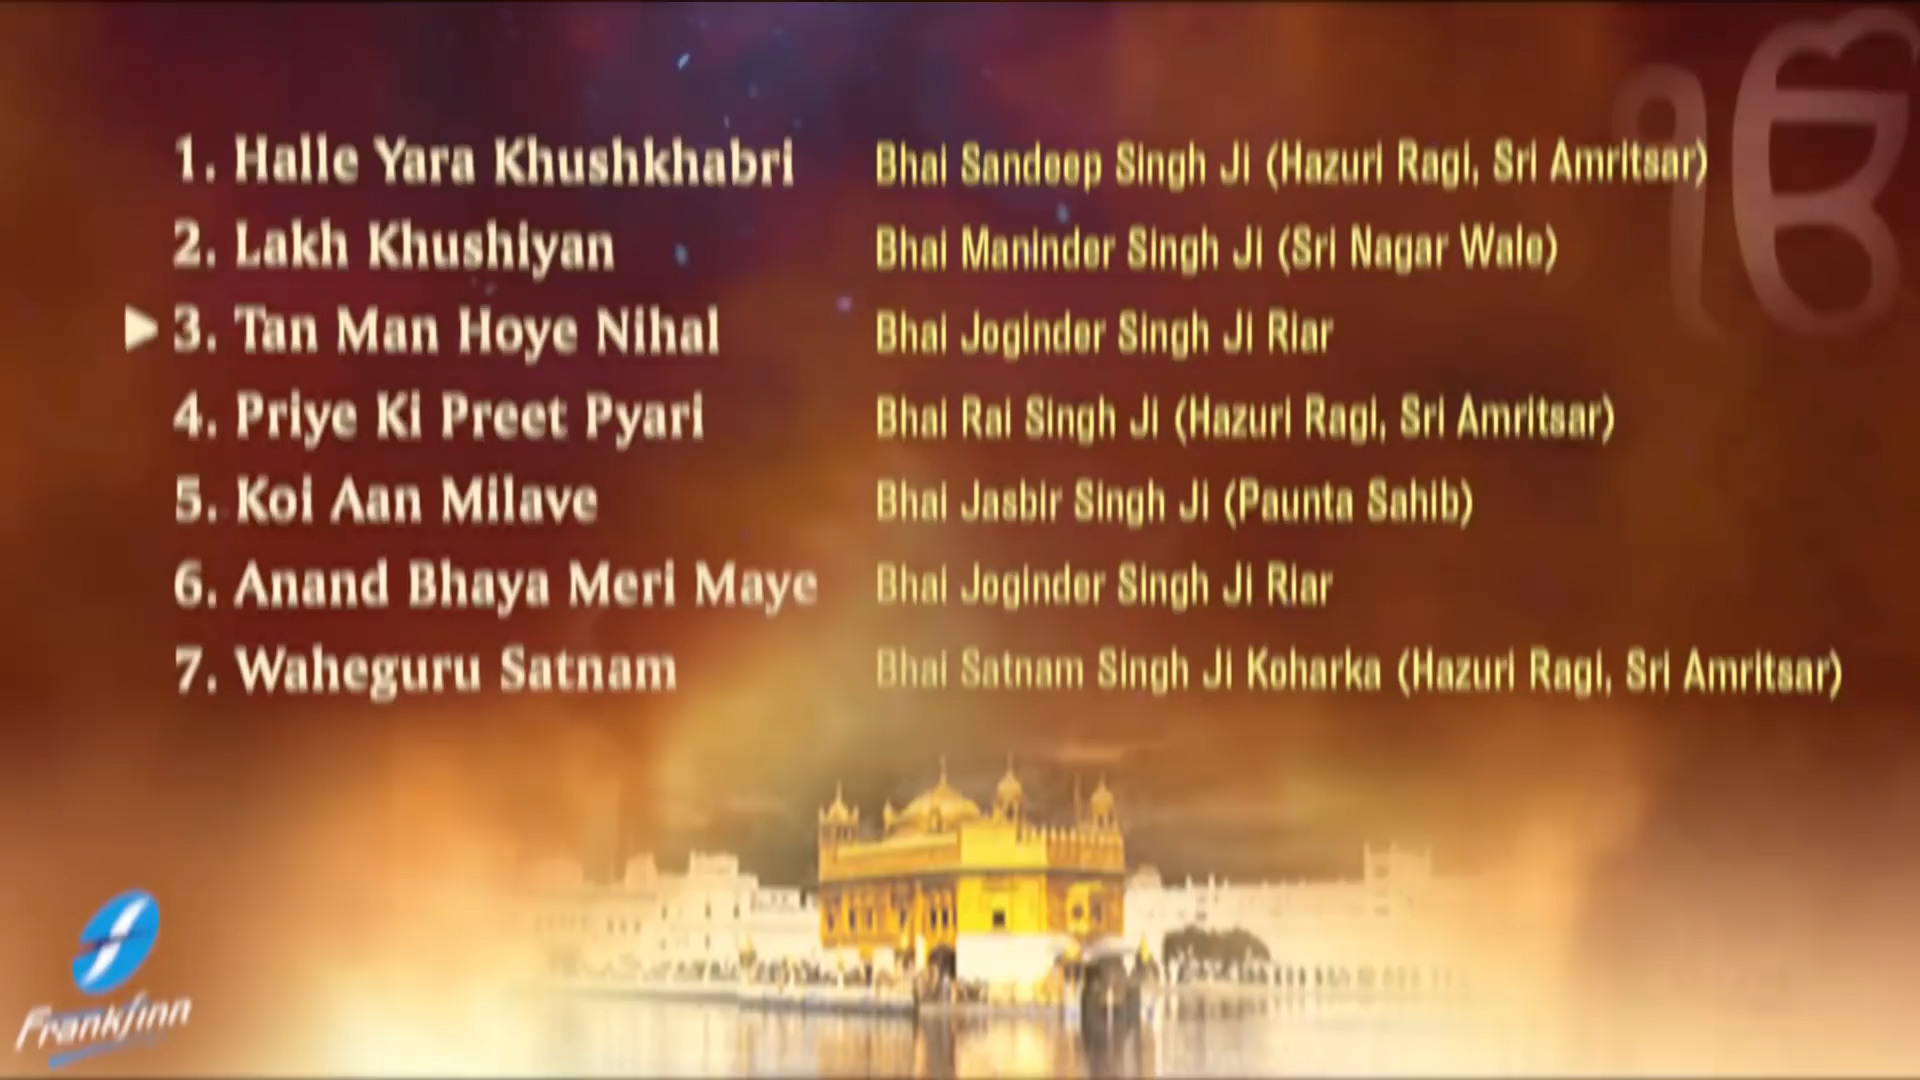 1. Halle Yara Khushkhabri Bhai Sandeep Singh Ji (Hazuri Ragi, Sri Amritsar)
2. Lakh Khushiyan Bhai Maninder Singh Ji (Sri Nagar Wale)
3. Tan Man Hoye Nihal Bhai Joginder Singh Ji Riar
4. Priye Ki Preet Pyari Bhai Rai Singh Ji (Hazuri Ragi, Sri Amritsar)
5. Koi Aan Milave Bhai Jasbir Singh Ji (Paunta Sahib)
6. Anand Bhaya Meri Maye Bhai Joginder Singh Ji Riar
7. Waheguru Satnam Bhai Satnam Singh Ji Koharka (Hazuri Ragi, Sri Amritsar)
ੴ
Frankfinn